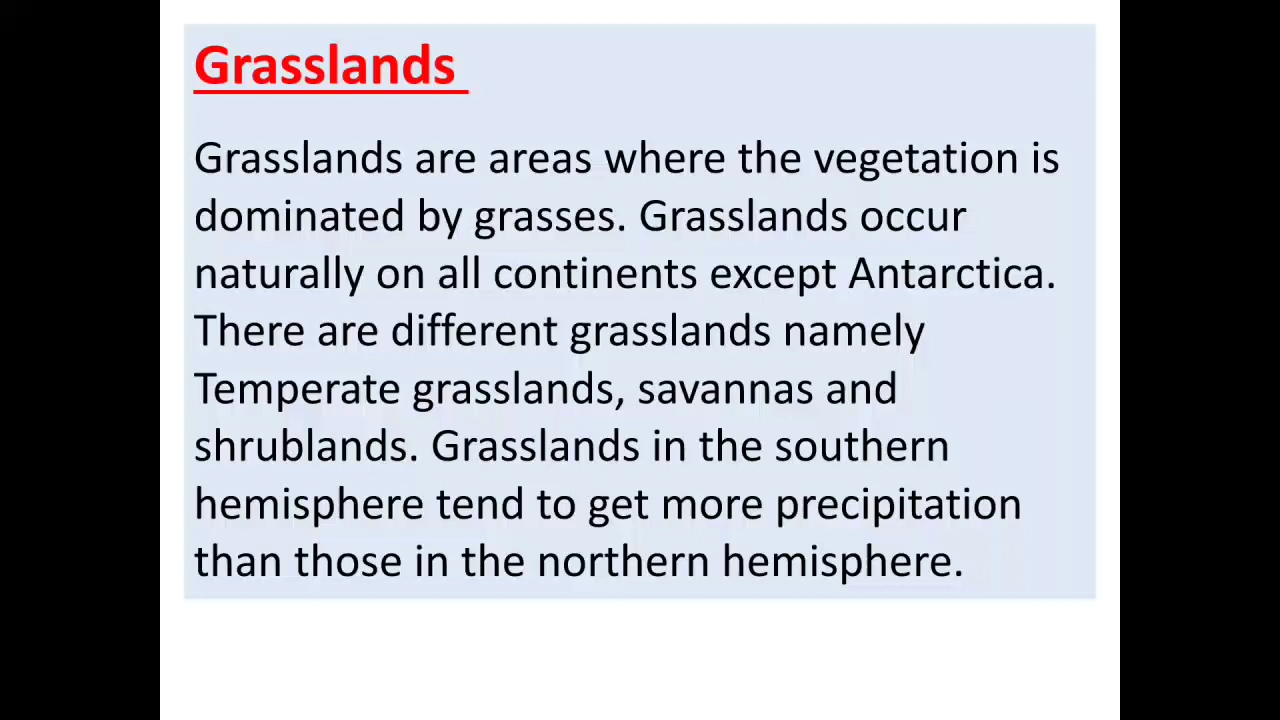 Grasslands
Grasslands are areas where the vegetation is
dominated by grasses. Grasslands occur
naturally on all continents except Antarctica.
There are different grasslands namely
Temperate grasslands, savannas and
shrublands. Grasslands in the southern
hemisphere tend to get more precipitation
than those in the northern hemisphere.